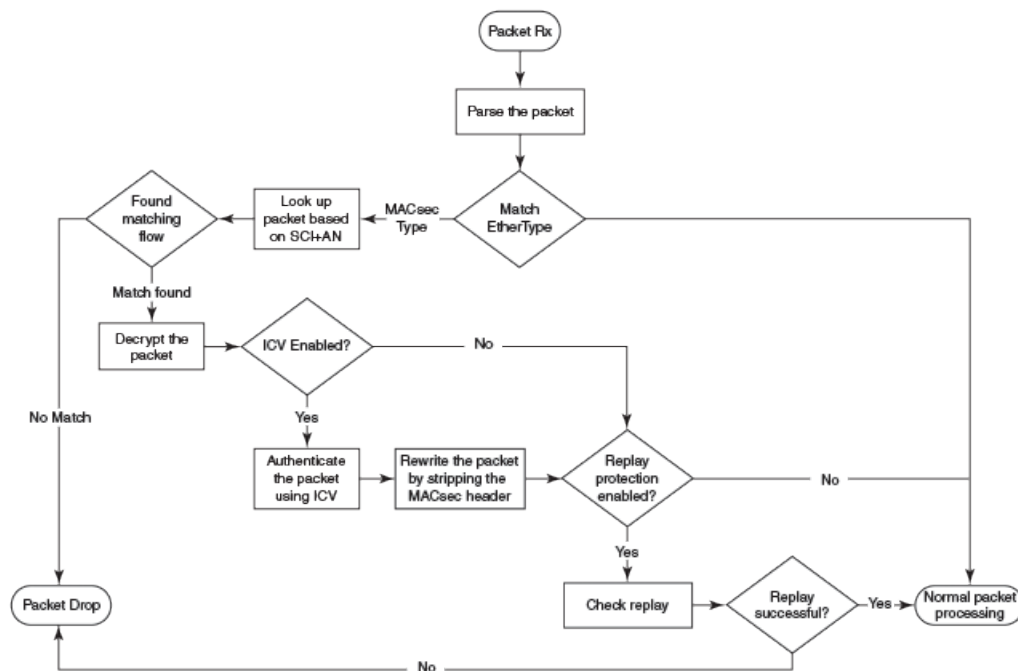 Packet Rx
Parse the packet
Match
EtherType
MACsec
Type
Look up
packet based
on SCI+AN
Found
matching
flow
Match found
No Match
Decrypt the
packet
ICV Enabled?
No
Yes
Authenticate
the packet
using ICV
Rewrite the packet
by stripping the
MACsec header
Replay
protection
enabled?
No
Yes
Check replay
Replay
successful?
Yes
Normal packet
processing
Packet Drop
No